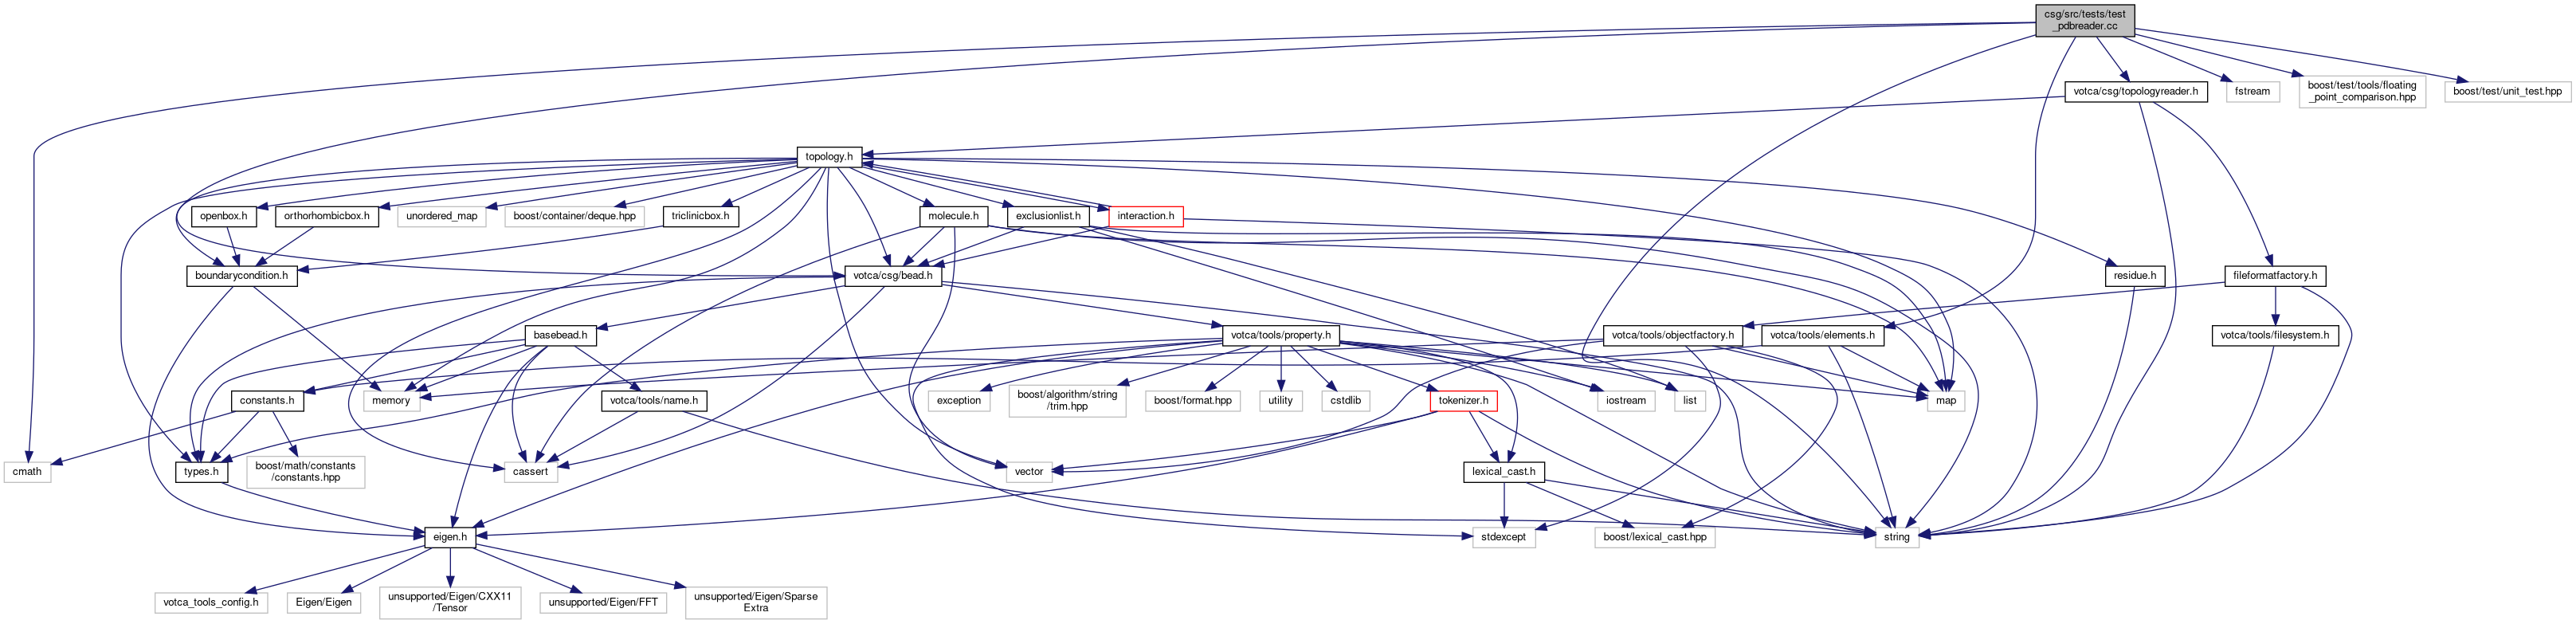 csg/src/tests/test
_pdbreader.cc
votca/csg/topologyreader.h
fstream
boost/test/tools/floating
_point_comparison.hpp
boost/test/unit_test.hpp
topology.h
openbox.h
orthorhombicbox.h
unordered_map
boost/container/deque.hpp
triclinicbox.h
molecule.h
exclusionlist.h
interaction.h
boundarycondition.h
votca/csg/bead.h
residue.h
fileformatfactory.h
basebead.h
votca/tools/property.h
votca/tools/objectfactory.h
votca/tools/elements.h
votca/tools/filesystem.h
constants.h
memory
votca/tools/name.h
exception
boost/algorithm/string
/trim.hpp
boost/format.hpp
utility
cstdlib
tokenizer.h
iostream
list
map
cmath
types.h
boost/math/constants
/constants.hpp
cassert
vector
lexical_cast.h
eigen.h
stdexcept
boost/lexical_cast.hpp
string
votca_tools_config.h
Eigen/Eigen
unsupported/Eigen/CXX11
/Tensor
unsupported/Eigen/FFT
unsupported/Eigen/Sparse
Extra